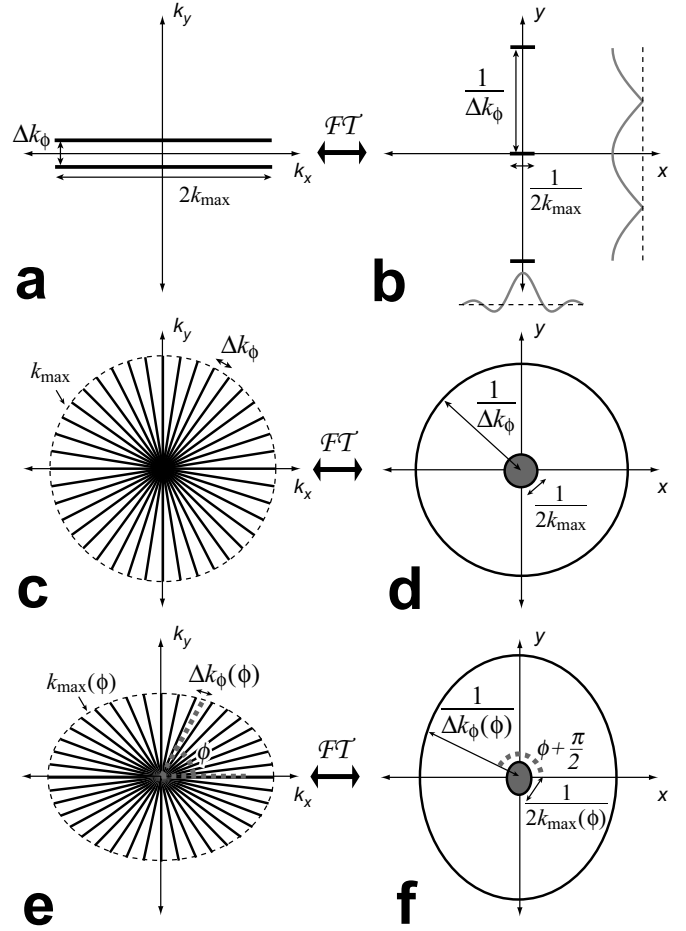 k_y
Δk_ϕ
k_x
2k_max
a
ℱ𝒯
y
1/Δk_ϕ
1/2k_max
x
b
k_y
k_max
Δk_ϕ
k_x
c
ℱ𝒯
y
1/Δk_ϕ
1/2k_max
x
d
k_y
k_max(ϕ)
Δk_ϕ(ϕ)
ϕ
k_x
e
ℱ𝒯
y
1/Δk_ϕ(ϕ)
ϕ + π/2
1/2k_max(ϕ)
x
f